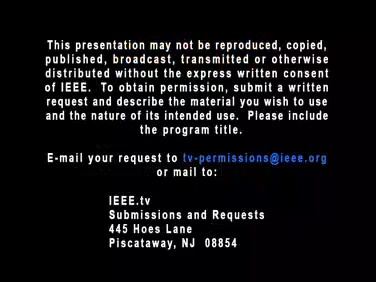 This presentation may not be reproduced, copied,
published, broadcast, transmitted or otherwise
distributed without the express written consent
of IEEE.  To obtain permission, submit a written
request and describe the material you wish to use
and the nature of its intended use.  Please include
the program title.
E-mail your request to tv-permissions@ieee.org
or mail to:
IEEE.tv
Submissions and Requests
445 Hoes Lane
Piscataway, NJ  08854